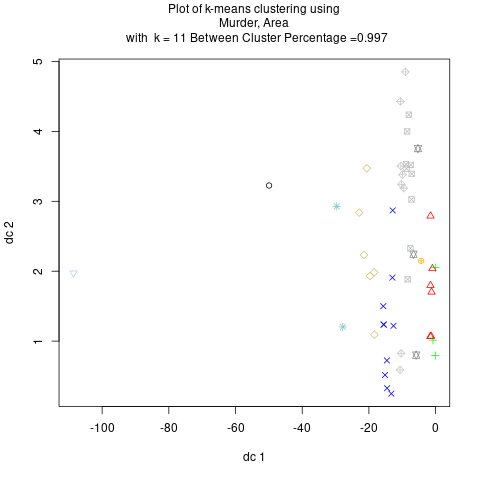 Plot of k-means clustering using
Murder, Area
with k = 11 Between Cluster Percentage =0.997
5
4
3
2
1
dc 2
-100
-80
-60
-40
-20
0
dc 1